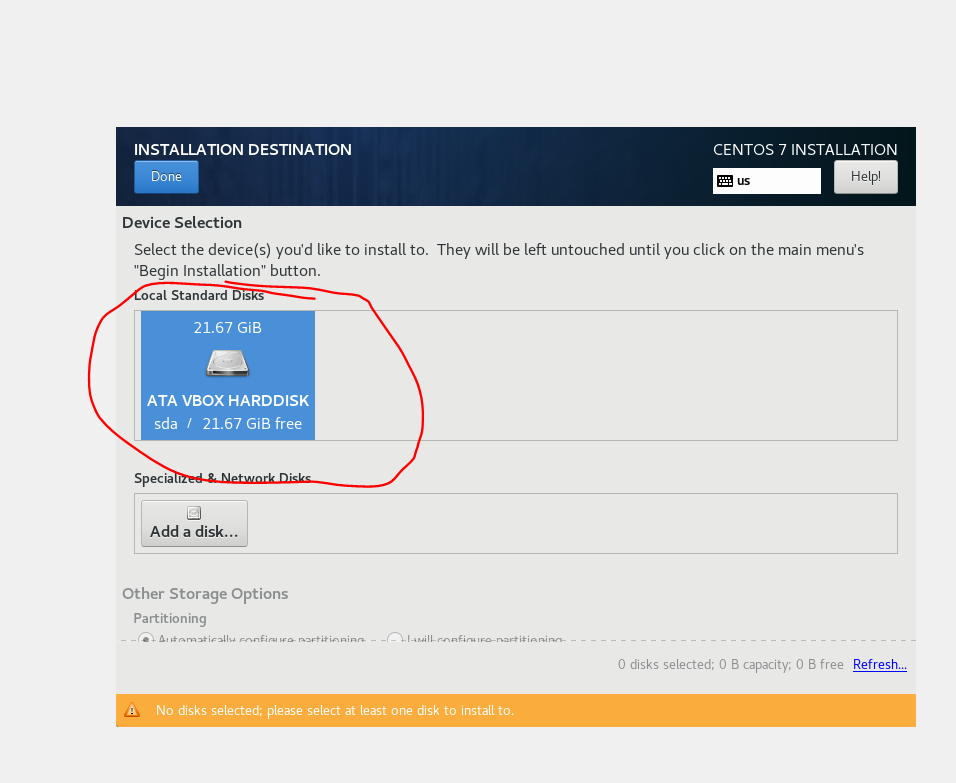 INSTALLATION DESTINATION
CENTOS 7 INSTALLATION
Done
us
Help!
Device Selection
Select the device(s) you'd like to install to.  They will be left untouched until you click on the main menu's
"Begin Installation" button.
Local Standard Disks
21.67 GiB
ATA VBOX HARDDISK
sda / 21.67 GiB free
Specialized & Network Disks
Add a disk...
Other Storage Options
Partitioning
Automatically configure partitioning.
I will configure partitioning.
0 disks selected; 0 B capacity; 0 B free Refresh...
No disks selected; please select at least one disk to install to.